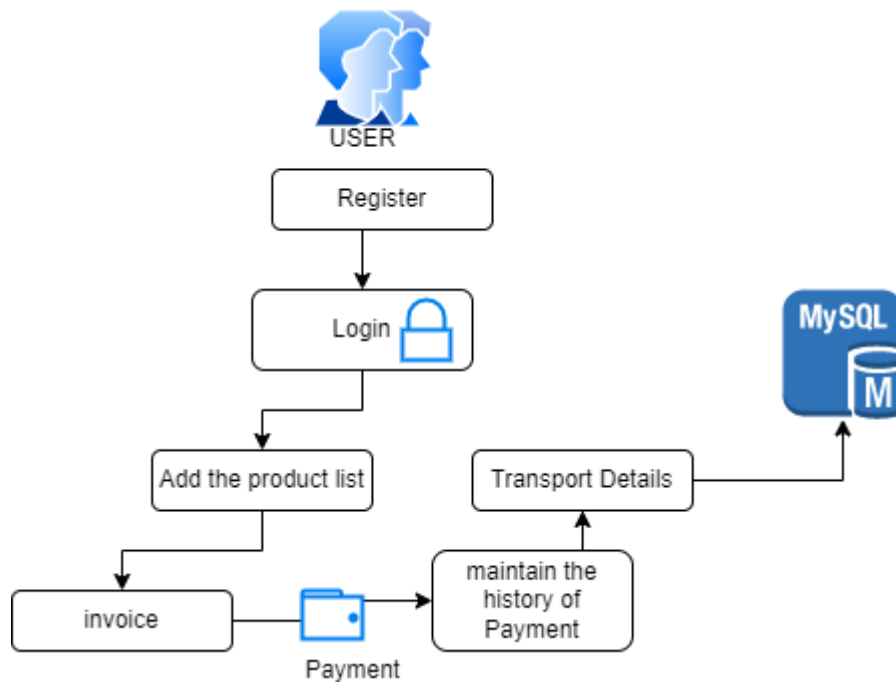 USER
Register
Login
MySQL
M
Add the product list
Transport Details
invoice
maintain the
history of
Payment
Payment